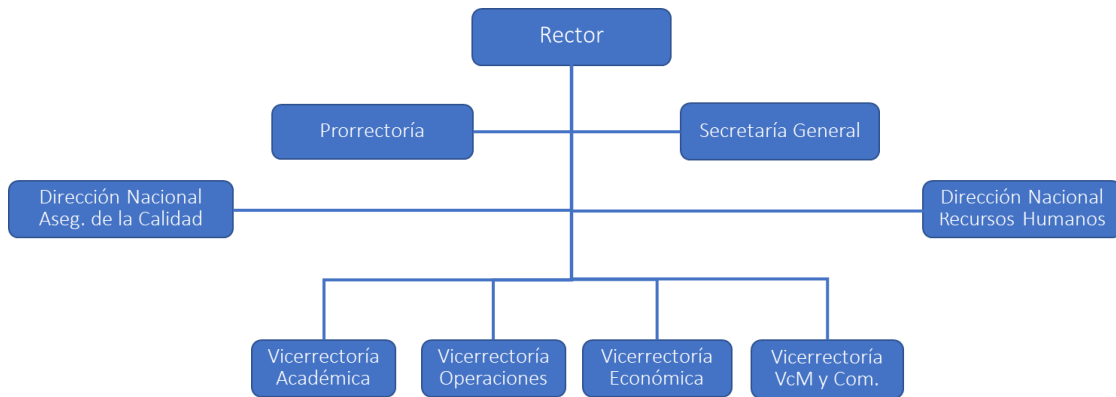 Rector
Prorrectoría
Secretaría General
Dirección Nacional
Aseg. de la Calidad
Dirección Nacional
Recursos Humanos
Vicerrectoría
Académica
Vicerrectoría
Operaciones
Vicerrectoría
Económica
Vicerrectoría
VcM y Com.